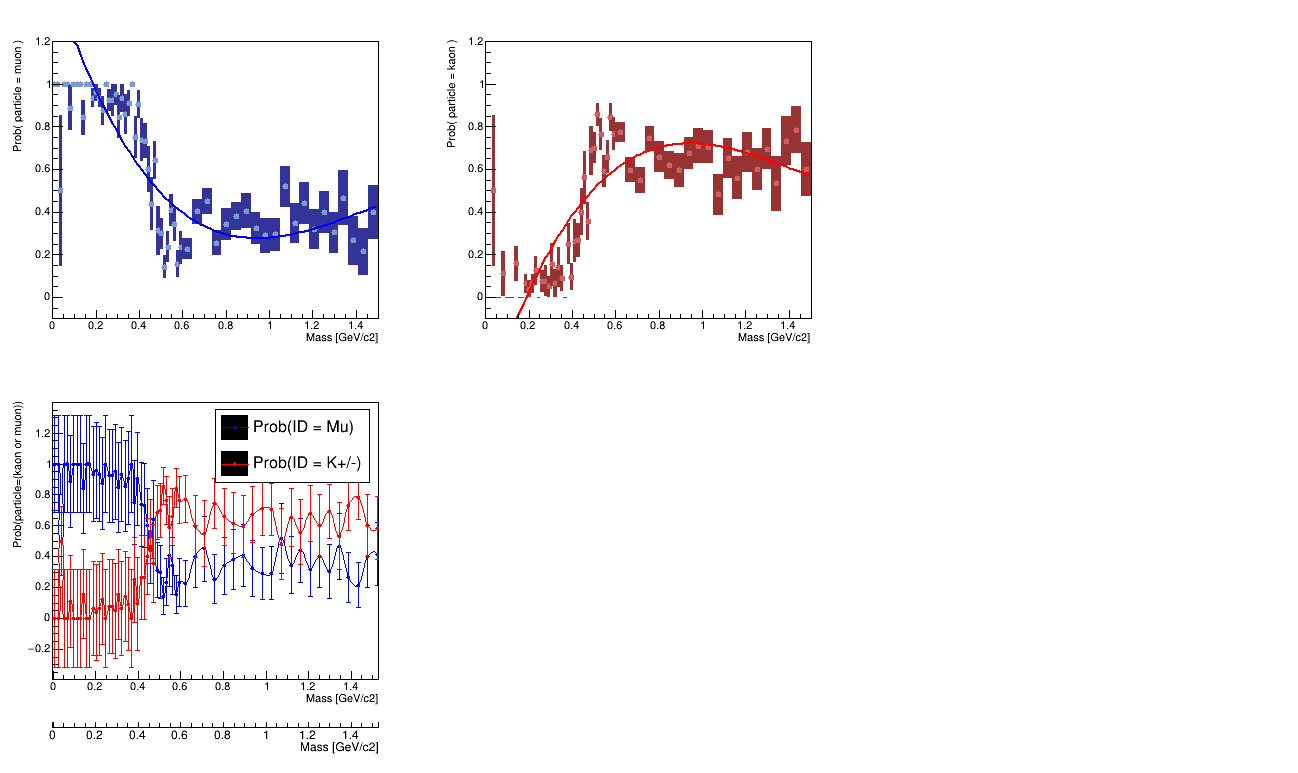 Prob( particle = muon )
1.2
1
0.8
0.6
0.4
0.2
0
0 0.2 0.4 0.6 0.8 1 1.2 1.4
Mass [GeV/c2]
Prob( particle = kaon )
1.2
1
0.8
0.6
0.4
0.2
0
0 0.2 0.4 0.6 0.8 1 1.2 1.4
Mass [GeV/c2]
Prob(particle=(kaon or muon))
1.2
1
0.8
0.6
0.4
0.2
0
−0.2
Prob(ID = Mu)
Prob(ID = K+/-)
0 0.2 0.4 0.6 0.8 1 1.2 1.4
Mass [GeV/c2]
0 0.2 0.4 0.6 0.8 1 1.2 1.4
Mass [GeV/c2]